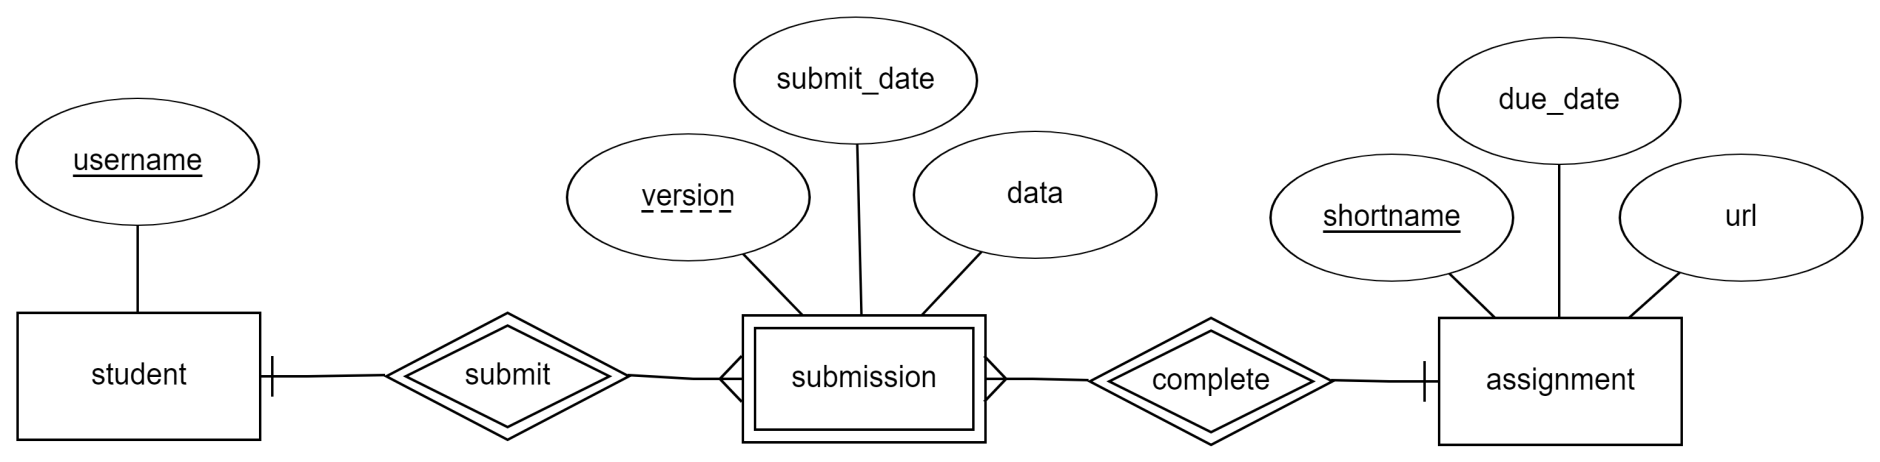 submit_date
due_date
username
version
data
shortname
url
student
submit
submission
complete
assignment